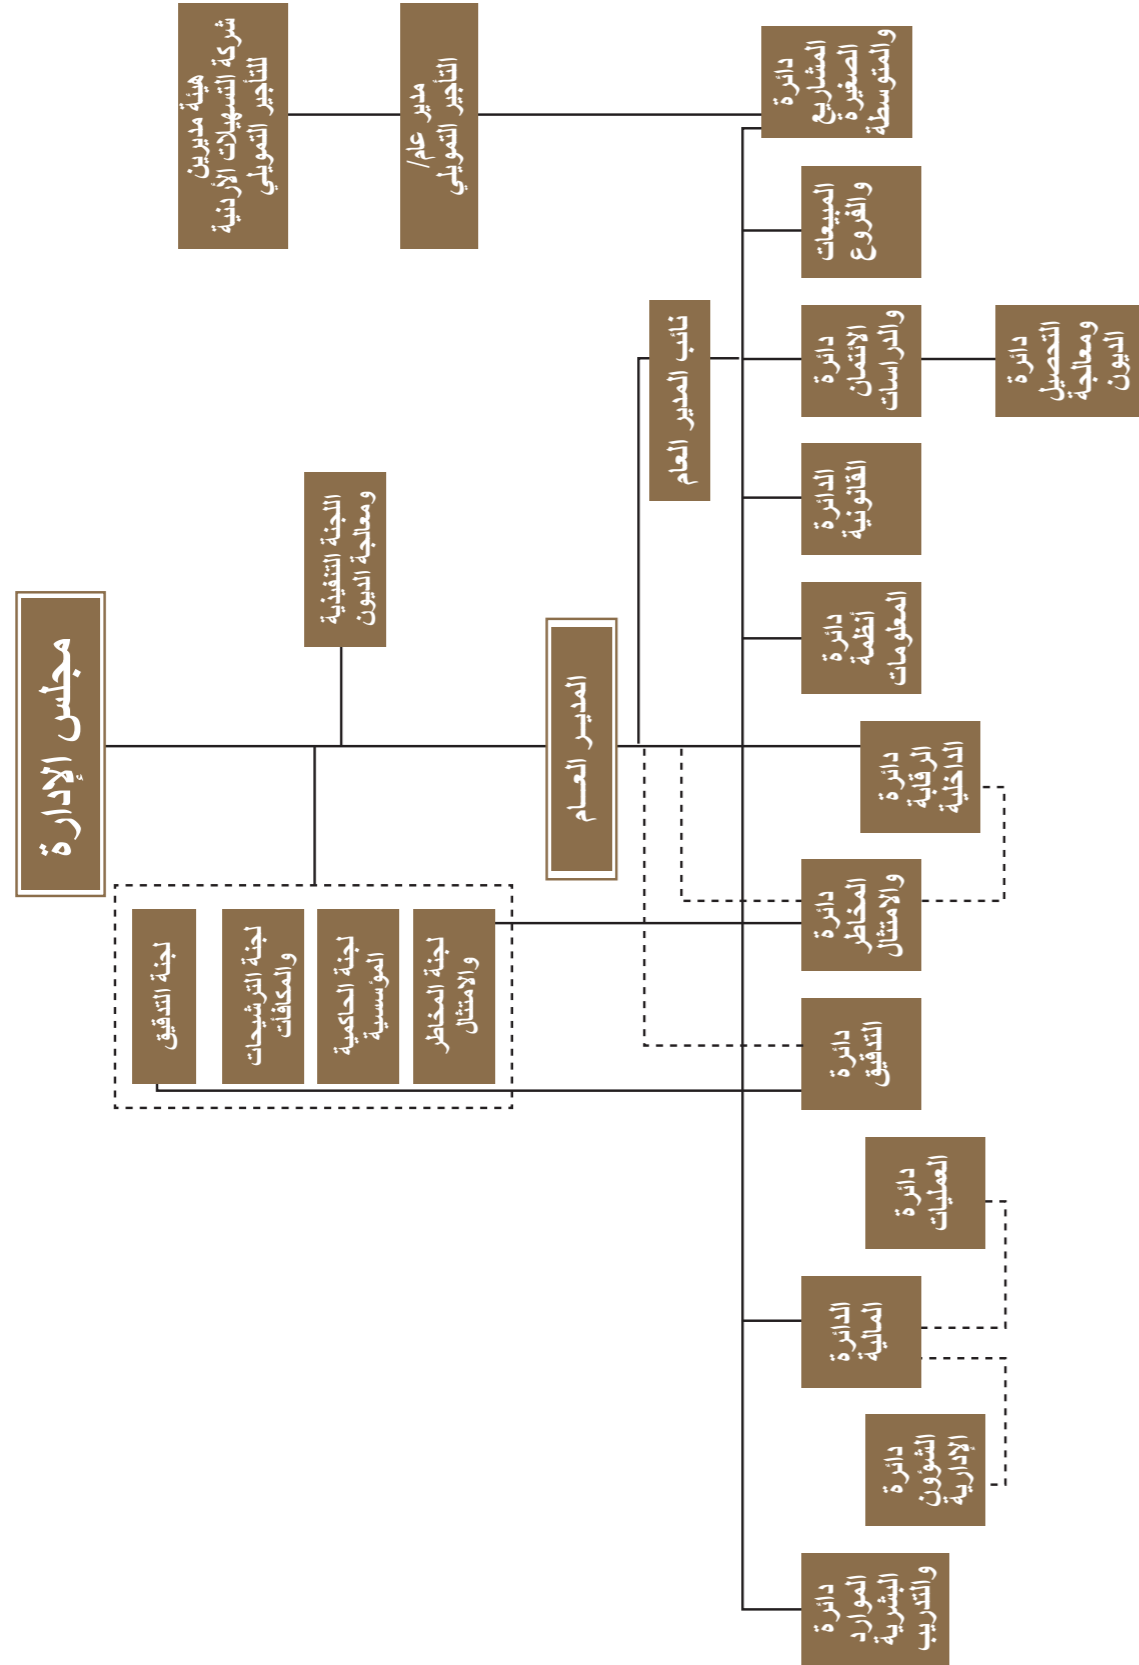 مجلس الإدارة
اللجنة التنفيذية
ومعالجة الديون
هيئة مديرين
شركة التسهيلات الأردنية
للتأجير التمويلي
مدير عام/
التأجير التمويلي
لجنة التدقيق
لجنة الترشيحات
والمكافآت
لجنة الحاكمية
المؤسسية
لجنة المخاطر
والامتثال
المديـر العـام
نائب المدير العام
دائرة
المشاريع
الصغيرة
والمتوسطة
المبيعات
والفروع
دائرة
الائتمان
والدراسات
دائرة
التحصيل
ومعالجة
الديون
الدائرة
القانونية
دائرة
أنظمة
المعلومات
دائرة
الرقابة
الداخلية
دائرة
المخاطر
والامتثال
دائرة
التدقيق
دائرة
العمليات
الدائرة
المالية
دائرة
الشؤون
الإدارية
دائرة
الموارد
البشرية
والتدريب